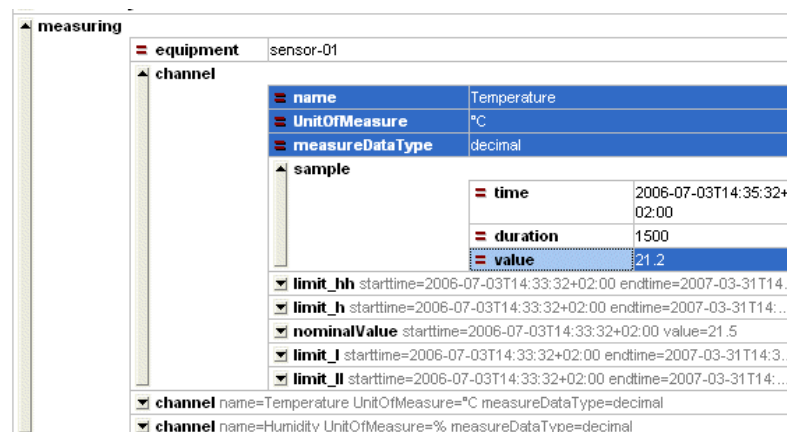 measuring
equipment sensor-01
channel
name Temperature
UnitOfMeasure °C
measureDataType decimal
sample
time 2006-07-03T14:35:32+
02:00
duration 1500
value 21.2
limit_hh starttime=2006-07-03T14:33:32+02:00 endtime=2007-03-31T14...
limit_h starttime=2006-07-03T14:33:32+02:00 endtime=2007-03-31T14:...
nominalValue starttime=2006-07-03T14:33:32+02:00 value=21.5
limit_l starttime=2006-07-03T14:33:32+02:00 endtime=2007-03-31T14:3...
limit_ll starttime=2006-07-03T14:33:32+02:00 endtime=2007-03-31T14:...
channel name=Temperature UnitOfMeasure=°C measureDataType=decimal
channel name=Humidity UnitOfMeasure=% measureDataType=decimal